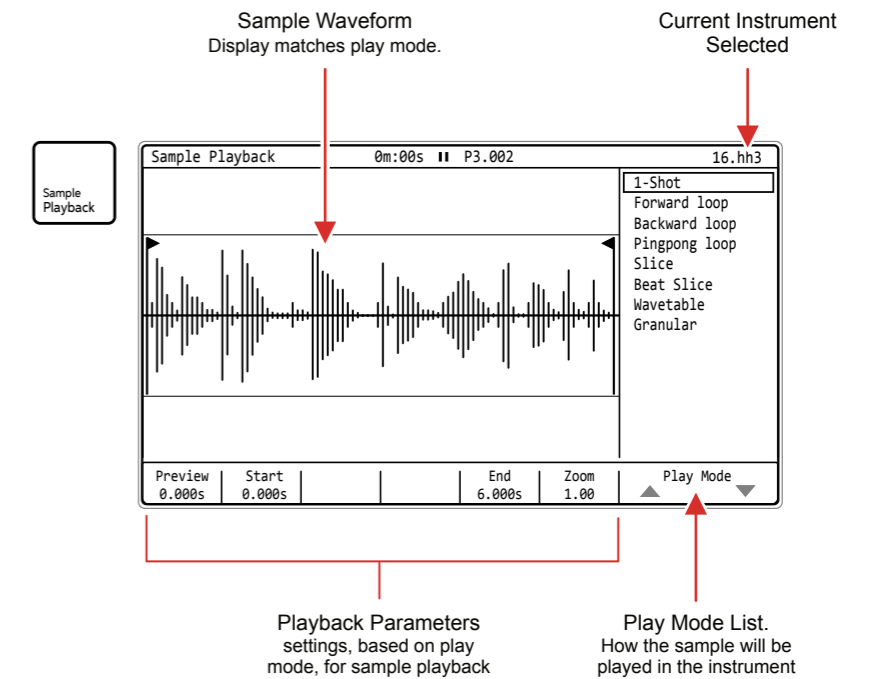 Sample Waveform
Display matches play mode.
Current Instrument
Selected
Sample
Playback
Sample Playback 0m:00s II P3.002 16.hh3
1-Shot
Forward loop
Backward loop
Pingpong loop
Slice
Beat Slice
Wavetable
Granular
Preview Start End Zoom Play Mode
0.000s 0.000s 6.000s 1.00
Playback Parameters
settings, based on play
mode, for sample playback
Play Mode List.
How the sample will be
played in the instrument